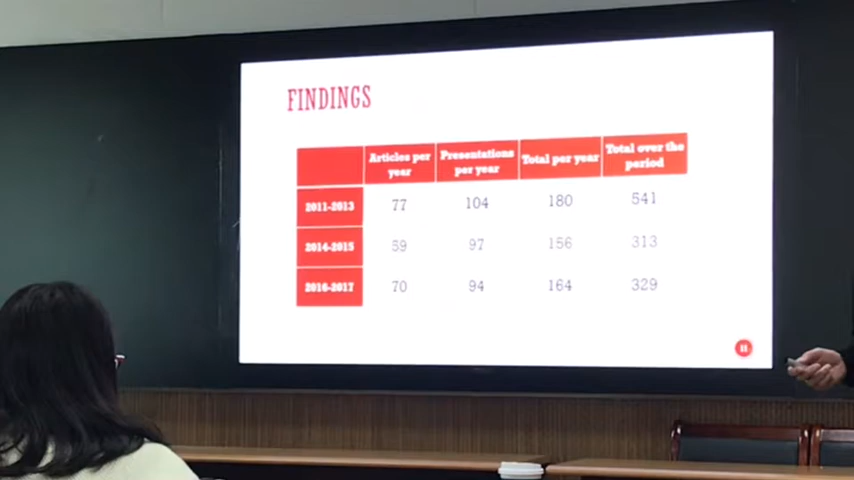 FINDINGS
Articles per year Presentations per year Total per year Total over the period
2011-2013 77 104 180 541
2014-2015 59 97 156 313
2016-2017 70 94 164 329
11